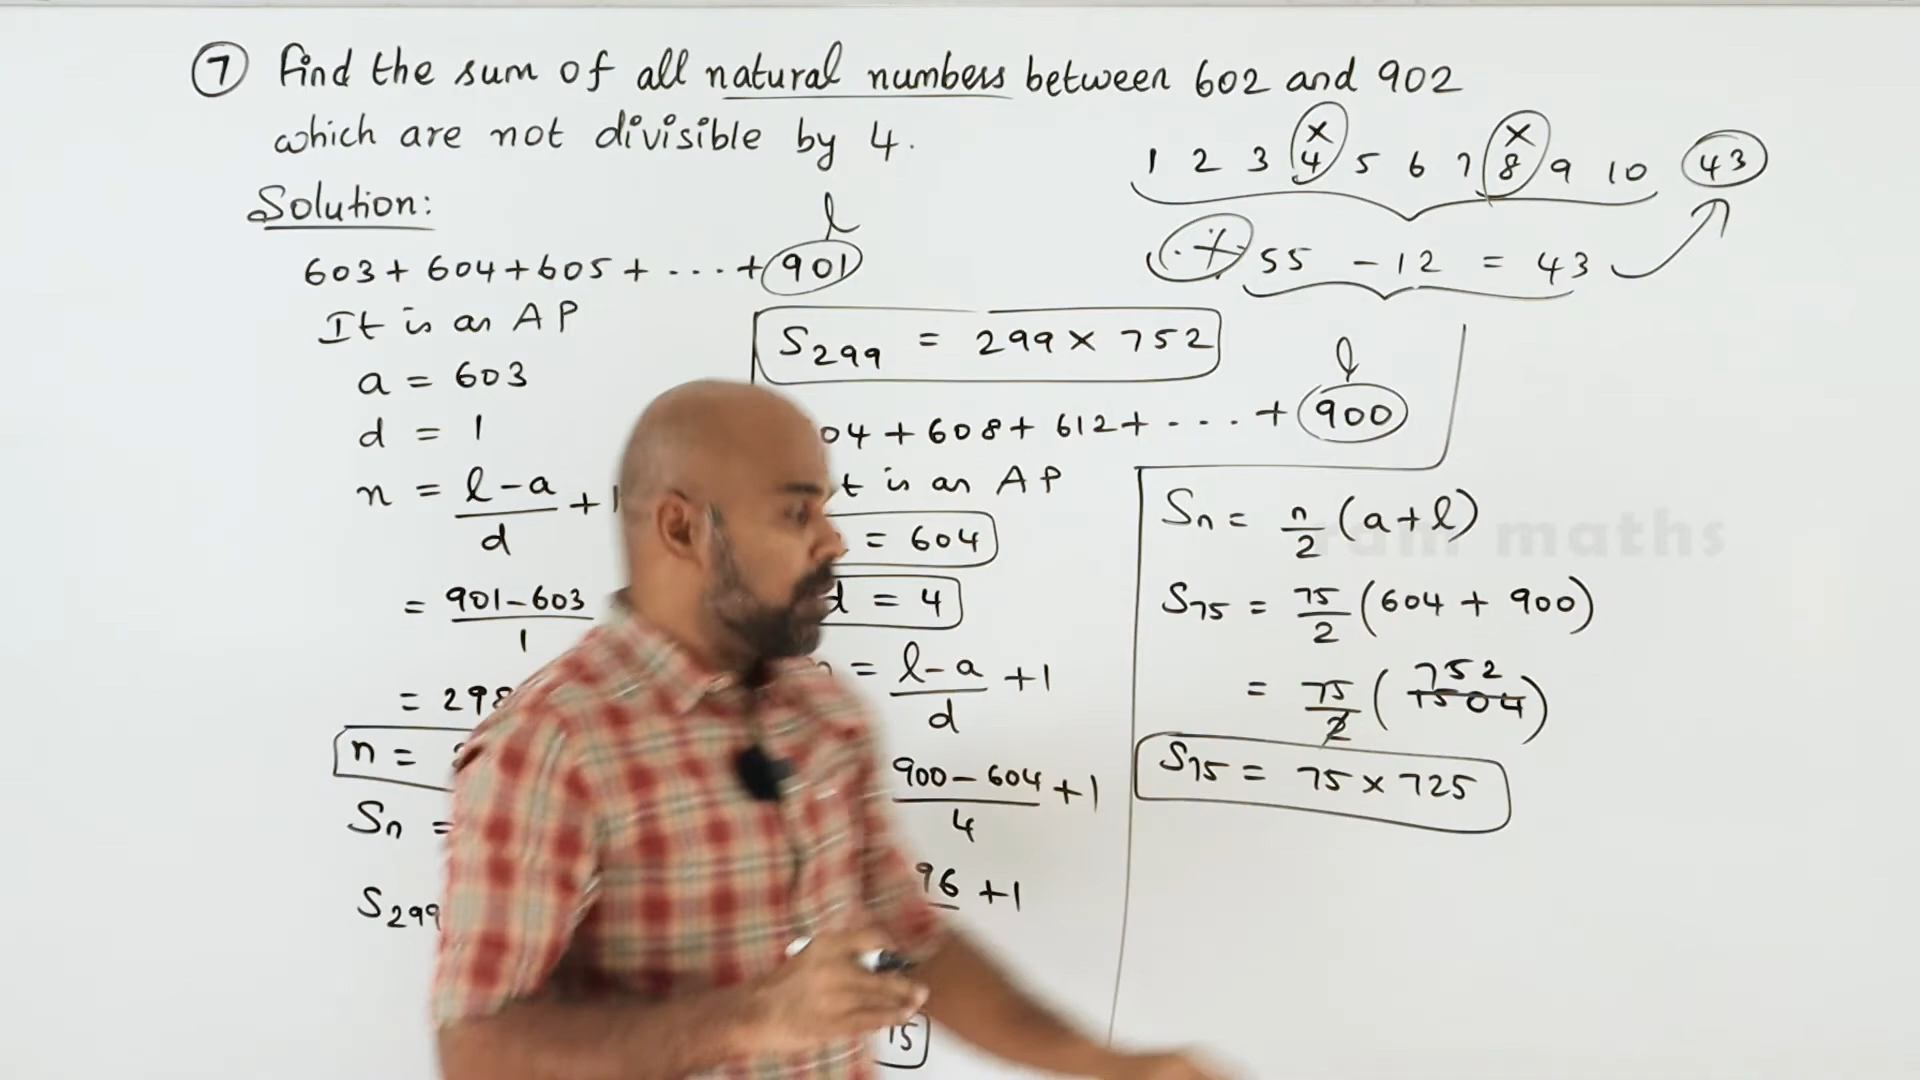 7 Find the sum of all natural numbers between 602 and 902
which are not divisible by 4.
Solution:
l
603 + 604 + 605 + ... + 901
It is an AP
a = 603
d = 1
n = l - a / d + 1
= 901 - 603 / 1
= 298
n =
Sn =
S299
1 2 3 4 5 6 7 8 9 10 43
x x
55 - 12 = 43
S299 = 299 x 752
l
04 + 608 + 612 + ... + 900
t is an AP
= 604
d = 4
= l - a / d + 1
900 - 604 / 4 + 1
96 + 1
75
Sn = n/2 (a + l)
S75 = 75/2 (604 + 900)
= 75/2 (1504) 752
S75 = 75 x 725
ram maths